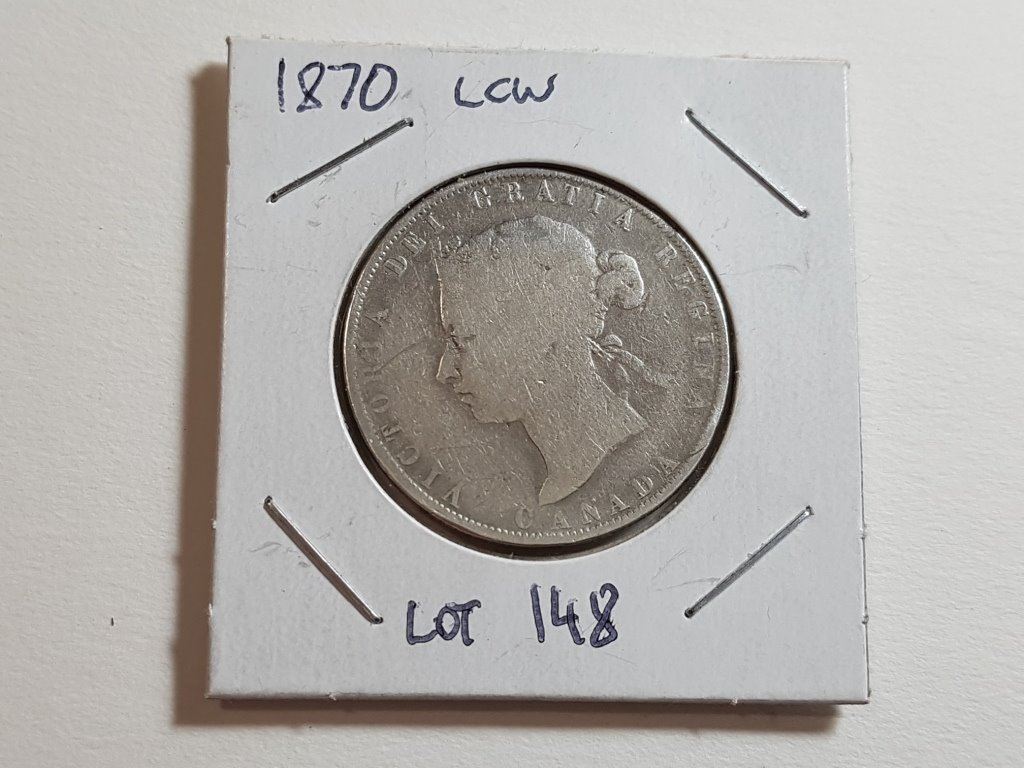 1870 LCW
VICTORIA DEI GRATIA REGINA
CANADA
LOT 148